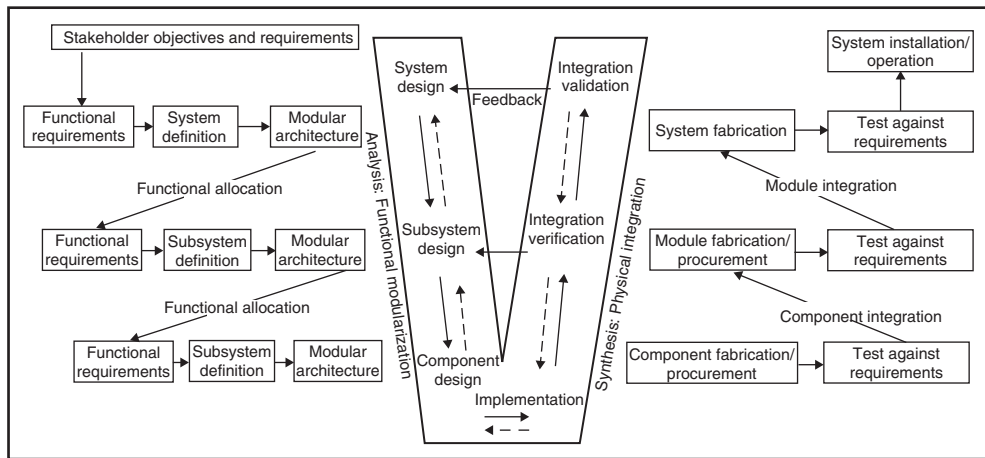 Stakeholder objectives and requirements
Functional
requirements
System
definition
Modular
architecture
Functional allocation
Functional
requirements
Subsystem
definition
Modular
architecture
Functional allocation
Functional
requirements
Subsystem
definition
Modular
architecture
Analysis: Functional modularization
System
design
Feedback
Integration
validation
Subsystem
design
Integration
verification
Component
design
Implementation
Synthesis: Physical integration
System installation/
operation
System fabrication
Test against
requirements
Module integration
Module fabrication/
procurement
Test against
requirements
Component integration
Component fabrication/
procurement
Test against
requirements